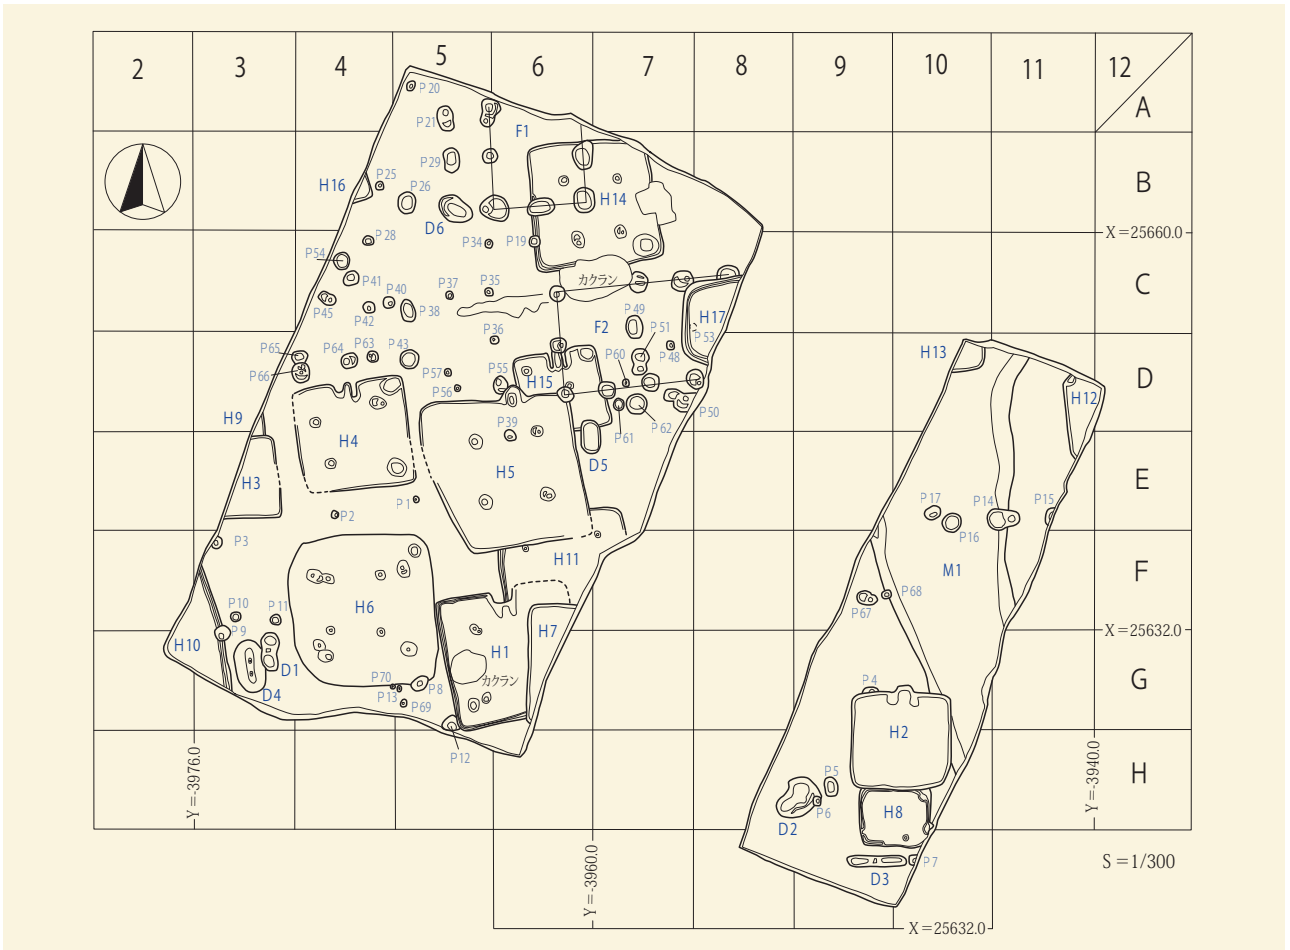 2 3 4 5 6 7 8 9 10 11 12
A
P 20
P21
F1
P29
B
P25
H16
P26
H14
D6
X＝25660.0
P28
P34
P19
P54
P41
カクラン
C
P37
P35
P40
P45
P42
P38
P49
H17
F2
P51
P53
P36
P65
P64
P63
P43
P60
P48
H13
P66
P57
P55
H15
D
P56
H12
P50
H9
P39
P62
P61
H4
H3
H5
D5
E
P1
P17
P14
P15
P2
P16
P3
H11
M1
F
P10
P11
H6
P68
P67
P9
H7
X＝25632.0
H10
D1
H1
P70
カクラン
P8
P4
G
D4
P13
P69
H2
P12
Y＝-3976.0
Y＝-3940.0
P5
H
P6
H8
D2
Y＝-3960.0
P7
D3
S＝1/300
X＝25632.0